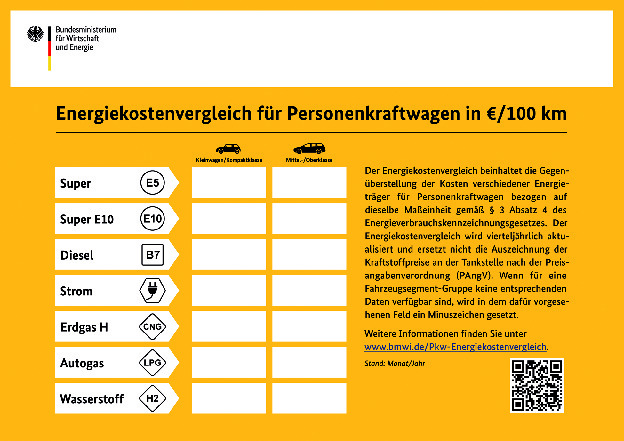 Bundesministerium
für Wirtschaft
und Energie
Energiekostenvergleich für Personenkraftwagen in €/100 km
Kleinwagen/Kompaktklasse
Mittel-/Oberklasse
Super E5
Super E10 E10
Diesel B7
Strom
Erdgas H CNG
Autogas LPG
Wasserstoff H2
Der Energiekostenvergleich beinhaltet die Gegen-
überstellung der Kosten verschiedener Energie-
träger für Personenkraftwagen bezogen auf
dieselbe Maßeinheit gemäß § 3 Absatz 4 des
Energieverbrauchskennzeichnungsgesetzes. Der
Energiekostenvergleich wird vierteljährlich aktu-
alisiert und ersetzt nicht die Auszeichnung der
Kraftstoffpreise an der Tankstelle nach der Preis-
angabenverordnung (PAngV). Wenn für eine
Fahrzeugsegment-Gruppe keine entsprechenden
Daten verfügbar sind, wird in dem dafür vorgese-
henen Feld ein Minuszeichen gesetzt.
Weitere Informationen finden Sie unter
www.bmwi.de/Pkw-Energiekostenvergleich.
Stand: Monat/Jahr